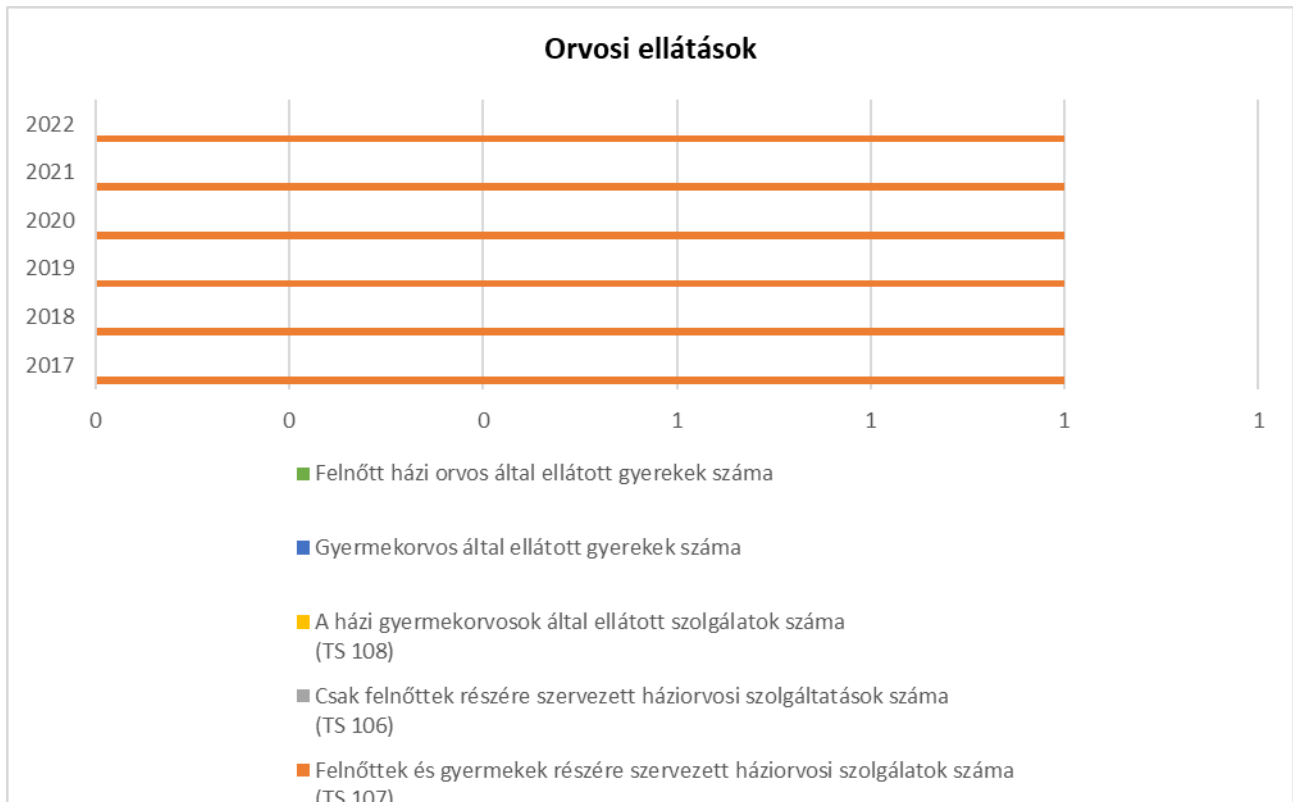 Orvosi ellátások
2022
2021
2020
2019
2018
2017
0 0 0 1 1 1 1
Felnőtt házi orvos által ellátott gyerekek száma
Gyermekorvos által ellátott gyerekek száma
A házi gyermekorvosok által ellátott szolgálatok száma
(TS 108)
Csak felnőttek részére szervezett háziorvosi szolgáltatások száma
(TS 106)
Felnőttek és gyermekek részére szervezett háziorvosi szolgálatok száma
(TS 107)